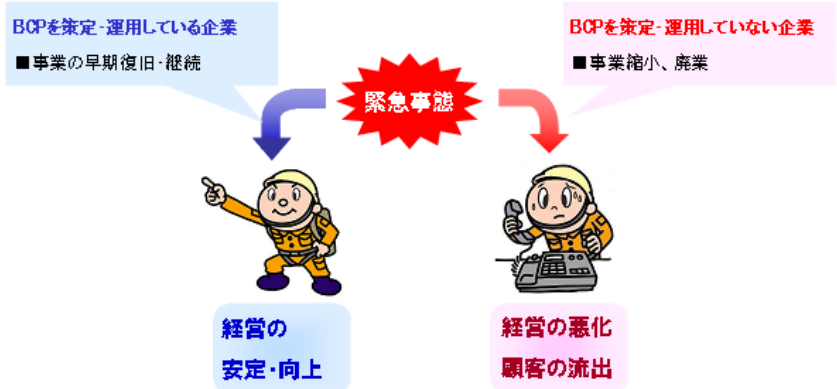 BCPを策定・運用している企業
■事業の早期復旧・継続
BCPを策定・運用していない企業
■事業縮小、廃業
緊急事態
経営の
安定・向上
経営の悪化
顧客の流出